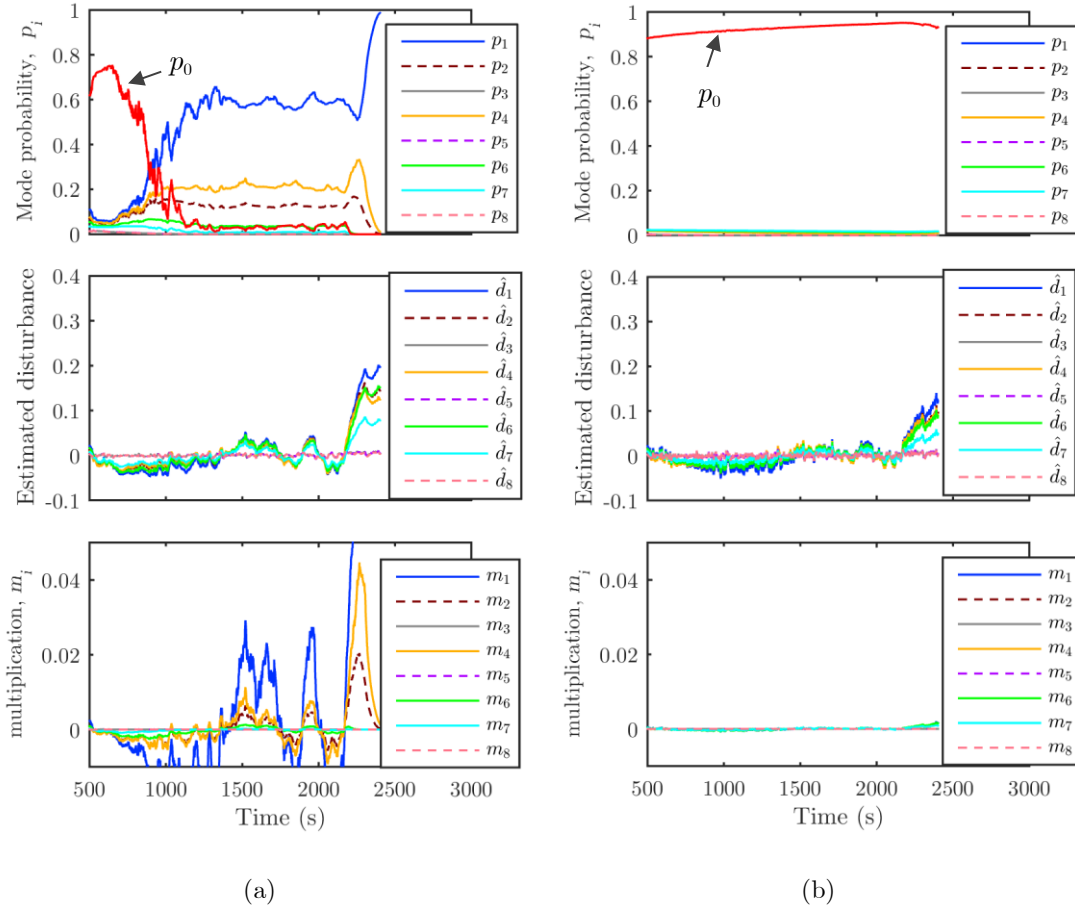 Mode probability, p_i
1
0.8
0.6
0.4
0.2
0
p_0
p_1
p_2
p_3
p_4
p_5
p_6
p_7
p_8
Estimated disturbance
0.4
0.3
0.2
0.1
0
-0.1
d̂_1
d̂_2
d̂_3
d̂_4
d̂_5
d̂_6
d̂_7
d̂_8
multiplication, m_i
0.04
0.02
0
m_1
m_2
m_3
m_4
m_5
m_6
m_7
m_8
500 1000 1500 2000 2500 3000
Time (s)
(a)
Mode probability, p_i
1
0.8
0.6
0.4
0.2
0
p_0
p_1
p_2
p_3
p_4
p_5
p_6
p_7
p_8
Estimated disturbance
0.4
0.3
0.2
0.1
0
-0.1
d̂_1
d̂_2
d̂_3
d̂_4
d̂_5
d̂_6
d̂_7
d̂_8
multiplication, m_i
0.04
0.02
0
m_1
m_2
m_3
m_4
m_5
m_6
m_7
m_8
500 1000 1500 2000 2500 3000
Time (s)
(b)